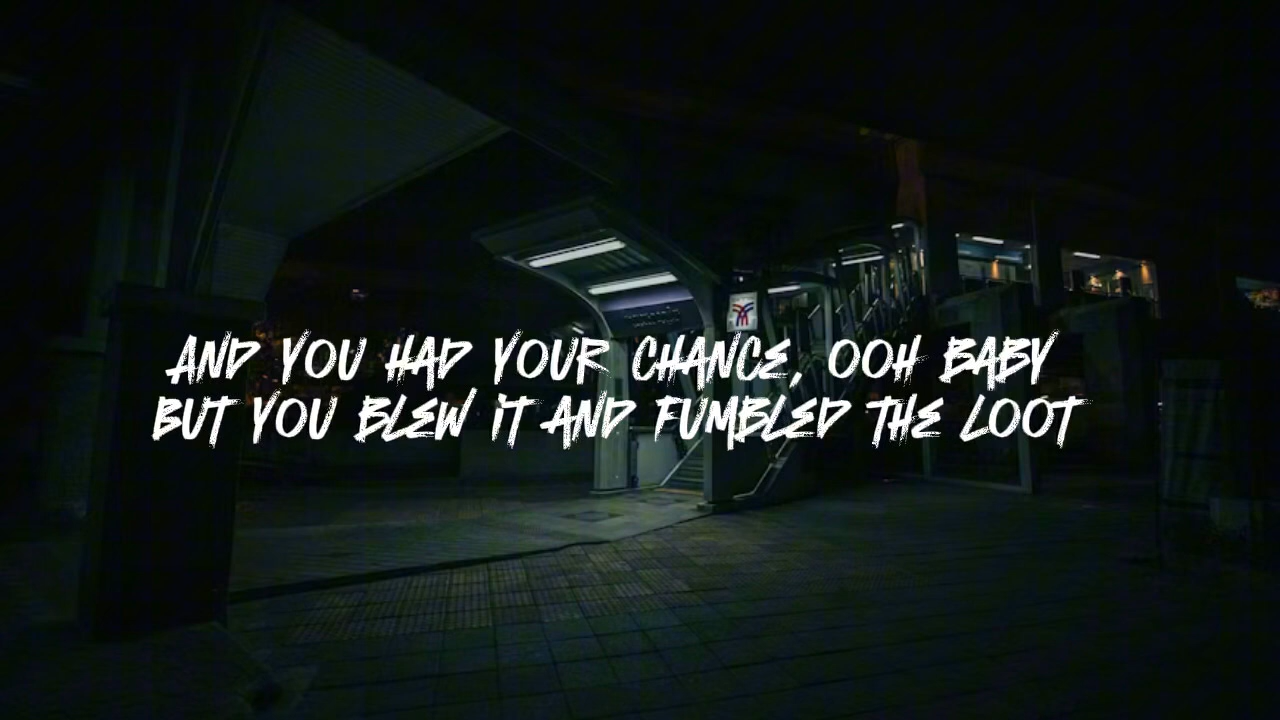 AND YOU HAD YOUR CHANCE, OOH BABY
BUT YOU BLEW IT AND FUMBLED THE LOOT